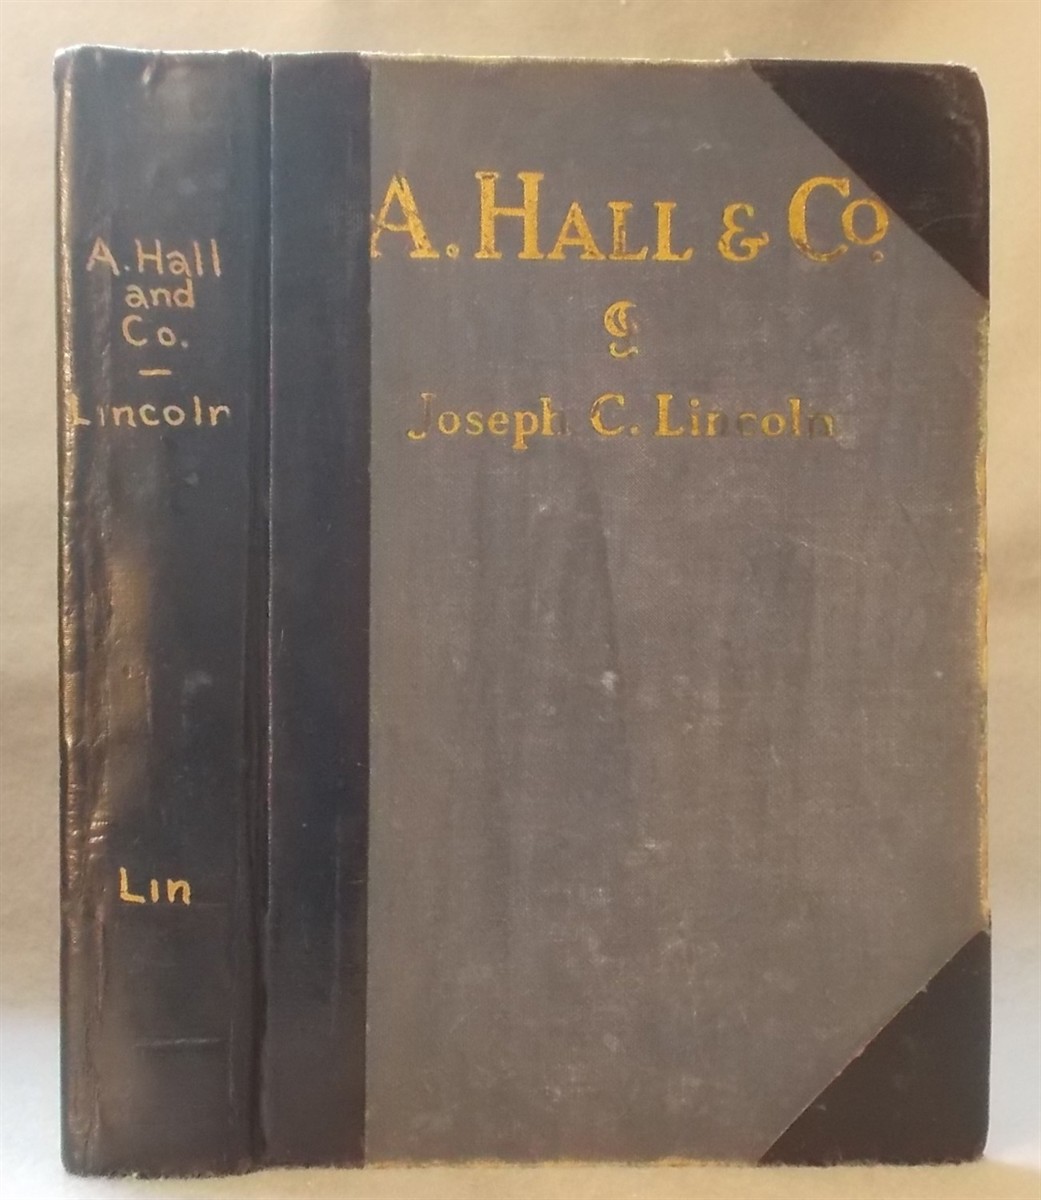 A. Hall
and
Co.
—
Lincoln
Lin
A. HALL & Co.
Joseph C. Lincoln